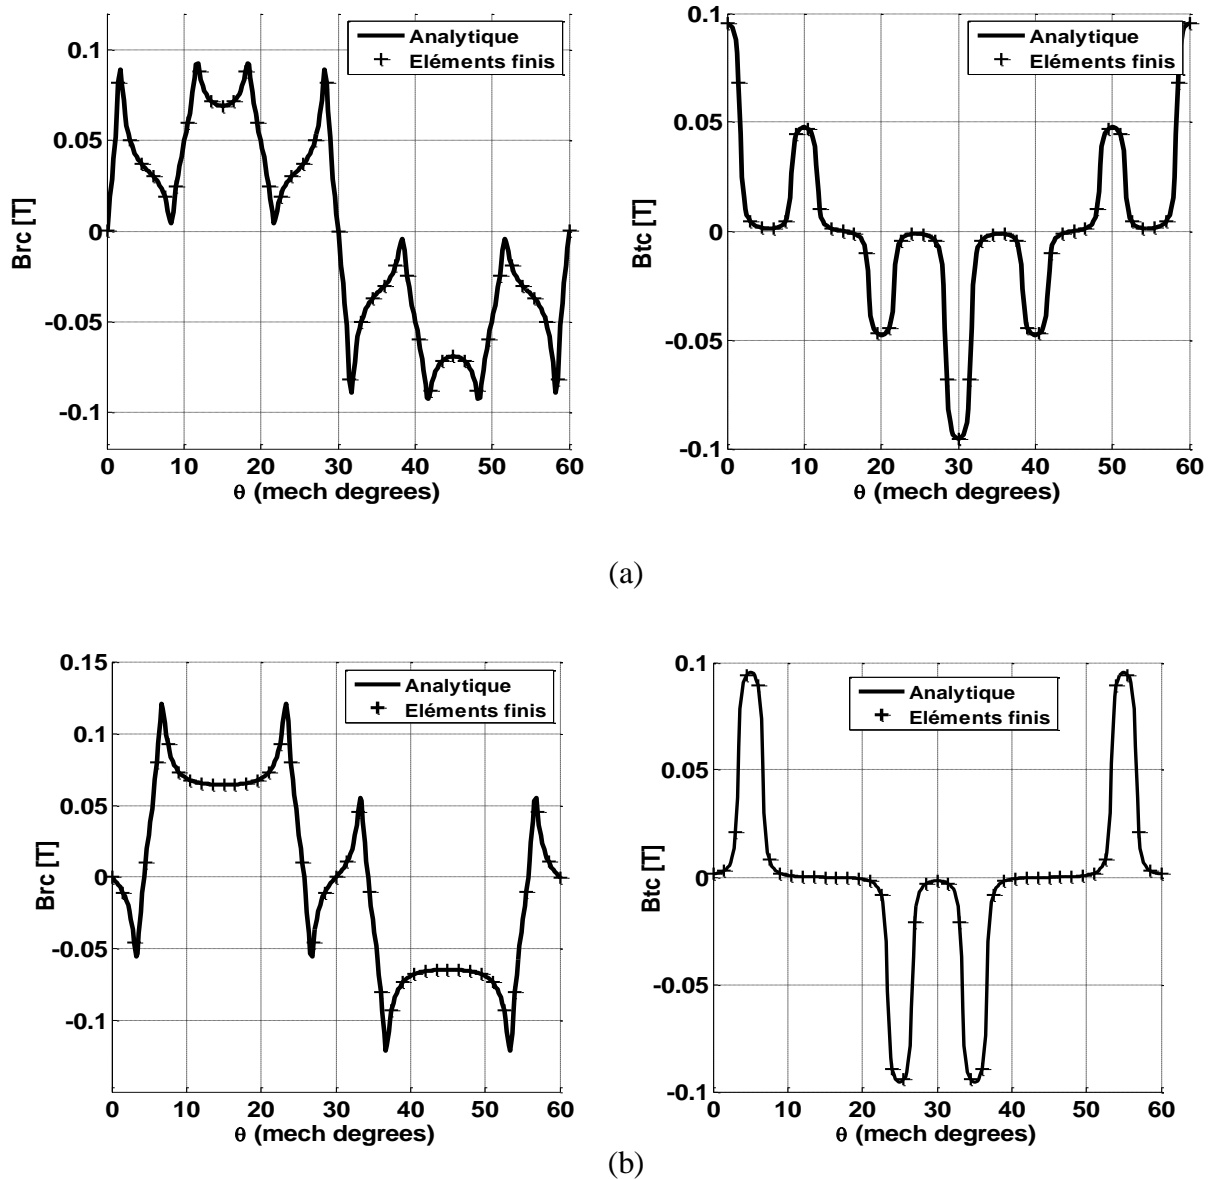 Analytique
Eléments finis
0.1
0.05
0
-0.05
-0.1
Brc [T]
0 10 20 30 40 50 60
θ (mech degrees)
Analytique
Eléments finis
0.1
0.05
0
-0.05
-0.1
Btc [T]
0 10 20 30 40 50 60
θ (mech degrees)
(a)
Analytique
Eléments finis
0.15
0.1
0.05
0
-0.05
-0.1
Brc [T]
0 10 20 30 40 50 60
θ (mech degrees)
Analytique
Eléments finis
0.1
0.05
0
-0.05
-0.1
Btc [T]
0 10 20 30 40 50 60
θ (mech degrees)
(b)